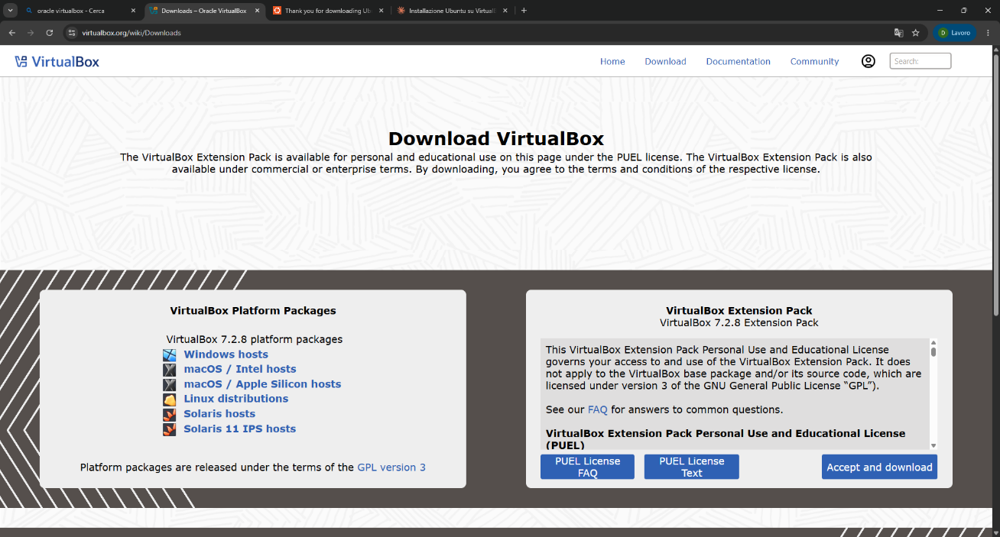 oracle virtualbox - Cerca
Downloads – Oracle VirtualBox
Thank you for downloading Ub
Installazione Ubuntu su Virtual
virtualbox.org/wiki/Downloads
D Lavoro
VirtualBox
Home Download Documentation Community
Search:
Download VirtualBox
The VirtualBox Extension Pack is available for personal and educational use on this page under the PUEL license. The VirtualBox Extension Pack is also
available under commercial or enterprise terms. By downloading, you agree to the terms and conditions of the respective license.
VirtualBox Platform Packages
VirtualBox 7.2.8 platform packages
Windows hosts
macOS / Intel hosts
macOS / Apple Silicon hosts
Linux distributions
Solaris hosts
Solaris 11 IPS hosts
Platform packages are released under the terms of the GPL version 3
VirtualBox Extension Pack
VirtualBox 7.2.8 Extension Pack
This VirtualBox Extension Pack Personal Use and Educational License
governs your access to and use of the VirtualBox Extension Pack. It does
not apply to the VirtualBox base package and/or its source code, which are
licensed under version 3 of the GNU General Public License “GPL”).
See our FAQ for answers to common questions.
VirtualBox Extension Pack Personal Use and Educational License
(PUEL)
PUEL License
FAQ
PUEL License
Text
Accept and download